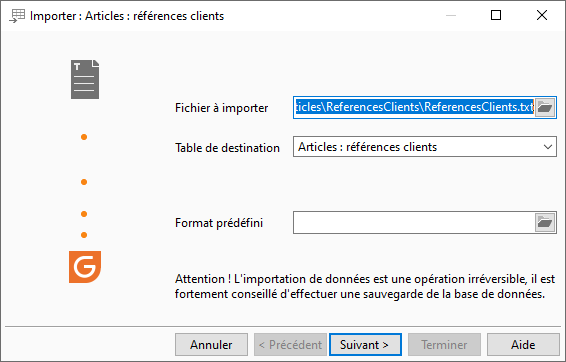 Importer : Articles : références clients
T
Fichier à importer
ticles\ReferencesClients\ReferencesClients.txt
Table de destination
Articles : références clients
Format prédéfini
G
Attention ! L'importation de données est une opération irréversible, il est
fortement conseillé d'effectuer une sauvegarde de la base de données.
Annuler
< Précédent
Suivant >
Terminer
Aide